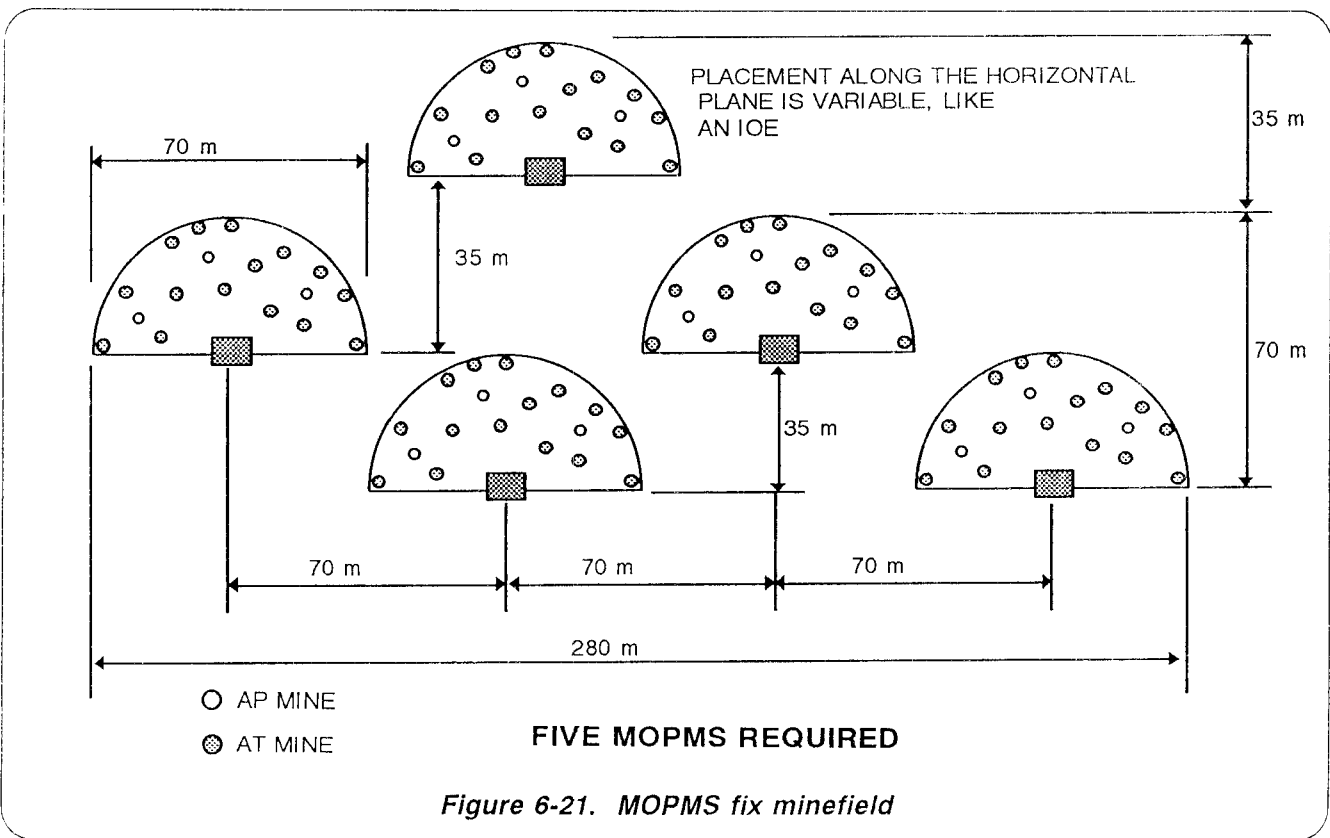 PLACEMENT ALONG THE HORIZONTAL
PLANE IS VARIABLE, LIKE
AN IOE
35 m
70 m
35 m
70 m
35 m
70 m
70 m
70 m
280 m
AP MINE
AT MINE
FIVE MOPMS REQUIRED
Figure 6-21. MOPMS fix minefield